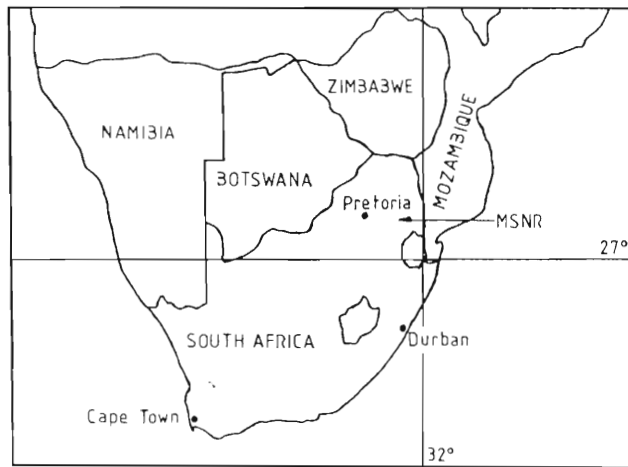 ZIMBABWE
NAMIBIA
MOZAMBIQUE
BOTSWANA
Pretoria
MSNR
27°
SOUTH AFRICA
Durban
Cape Town
32°